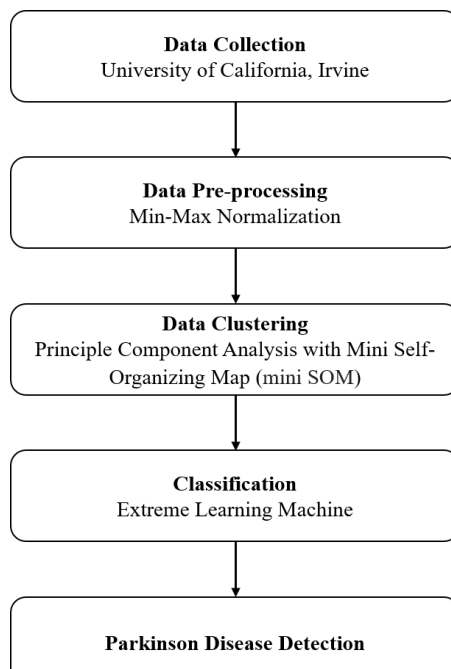 Data Collection
University of California, Irvine
Data Pre-processing
Min-Max Normalization
Data Clustering
Principle Component Analysis with Mini Self-
Organizing Map (mini SOM)
Classification
Extreme Learning Machine
Parkinson Disease Detection